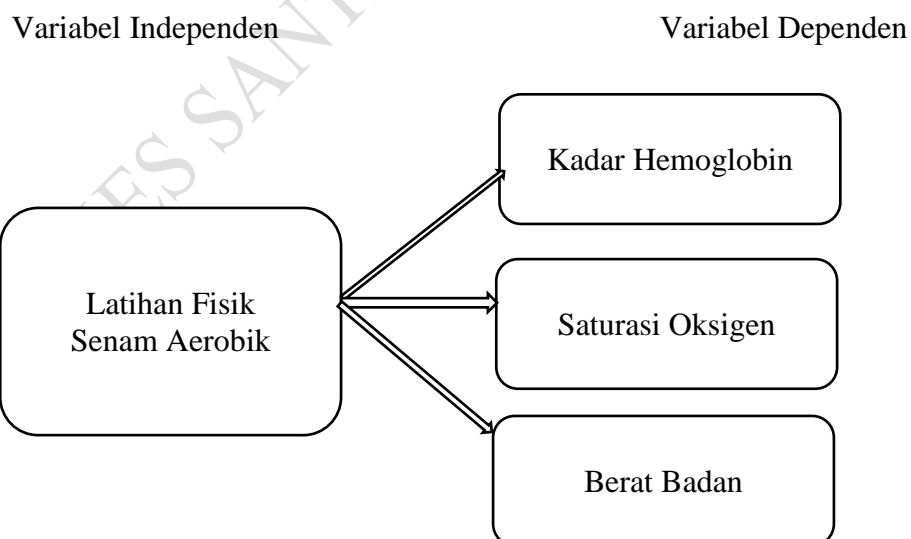 Variabel Independen
Variabel Dependen
Kadar Hemoglobin
Latihan Fisik
Senam Aerobik
Saturasi Oksigen
Berat Badan